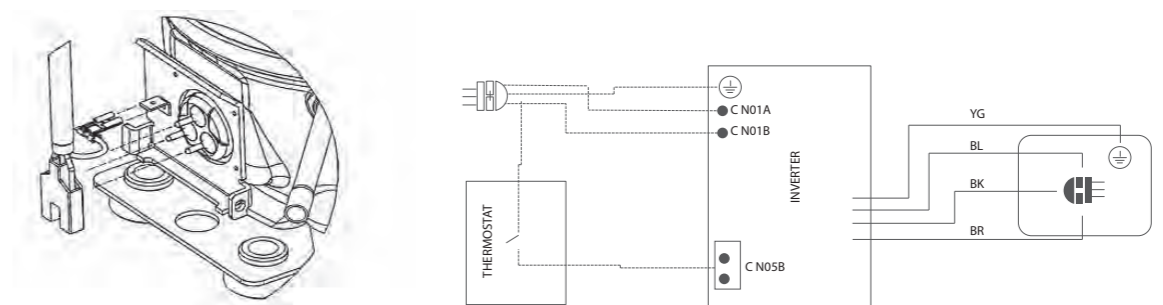 C N01A
C N01B
THERMOSTAT
C N05B
INVERTER
YG
BL
BK
BR